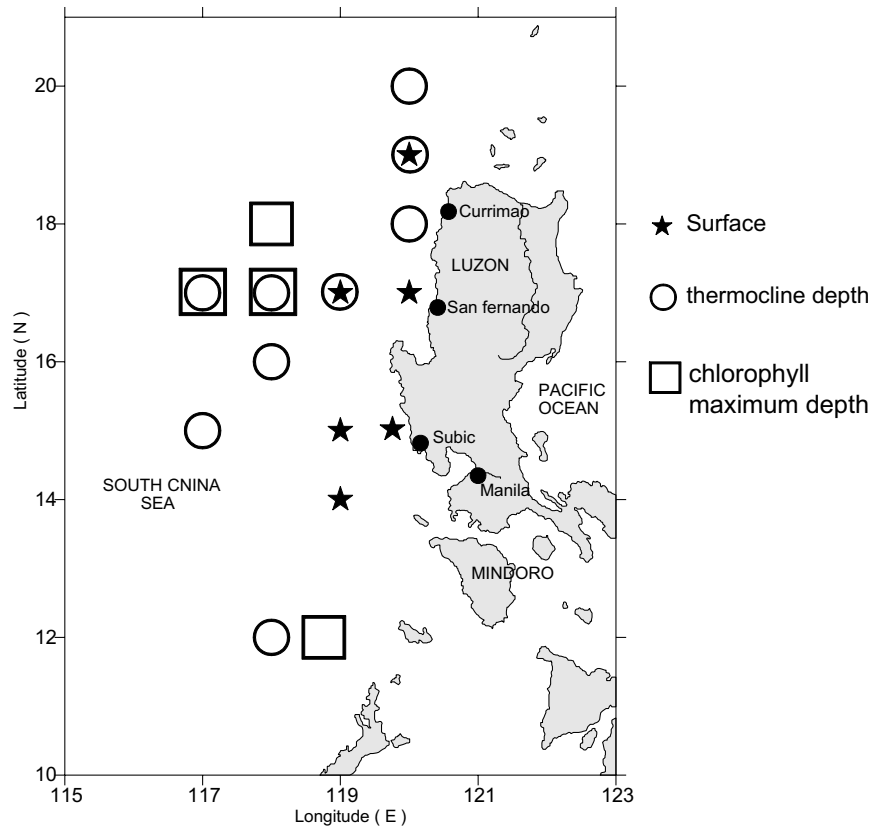 20
18
16
14
12
10
115
117
119
121
123
Latitude ( N )
Longitude ( E )
Currimao
LUZON
San fernando
PACIFIC
OCEAN
Subic
SOUTH CNINA
SEA
Manila
MINDORO
Surface
thermocline depth
chlorophyll
maximum depth